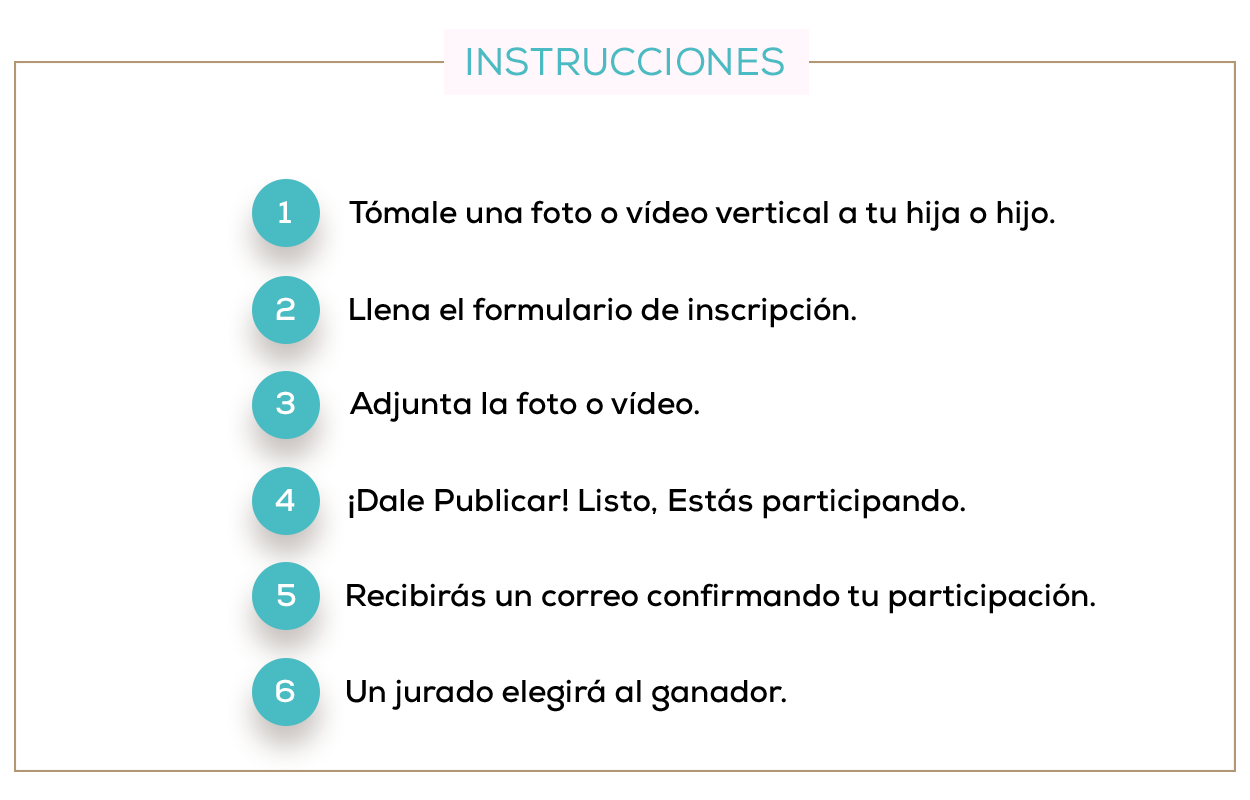 INSTRUCCIONES
1 Tómale una foto o vídeo vertical a tu hija o hijo.
2 Llena el formulario de inscripción.
3 Adjunta la foto o vídeo.
4 ¡Dale Publicar! Listo, Estás participando.
5 Recibirás un correo confirmando tu participación.
6 Un jurado elegirá al ganador.